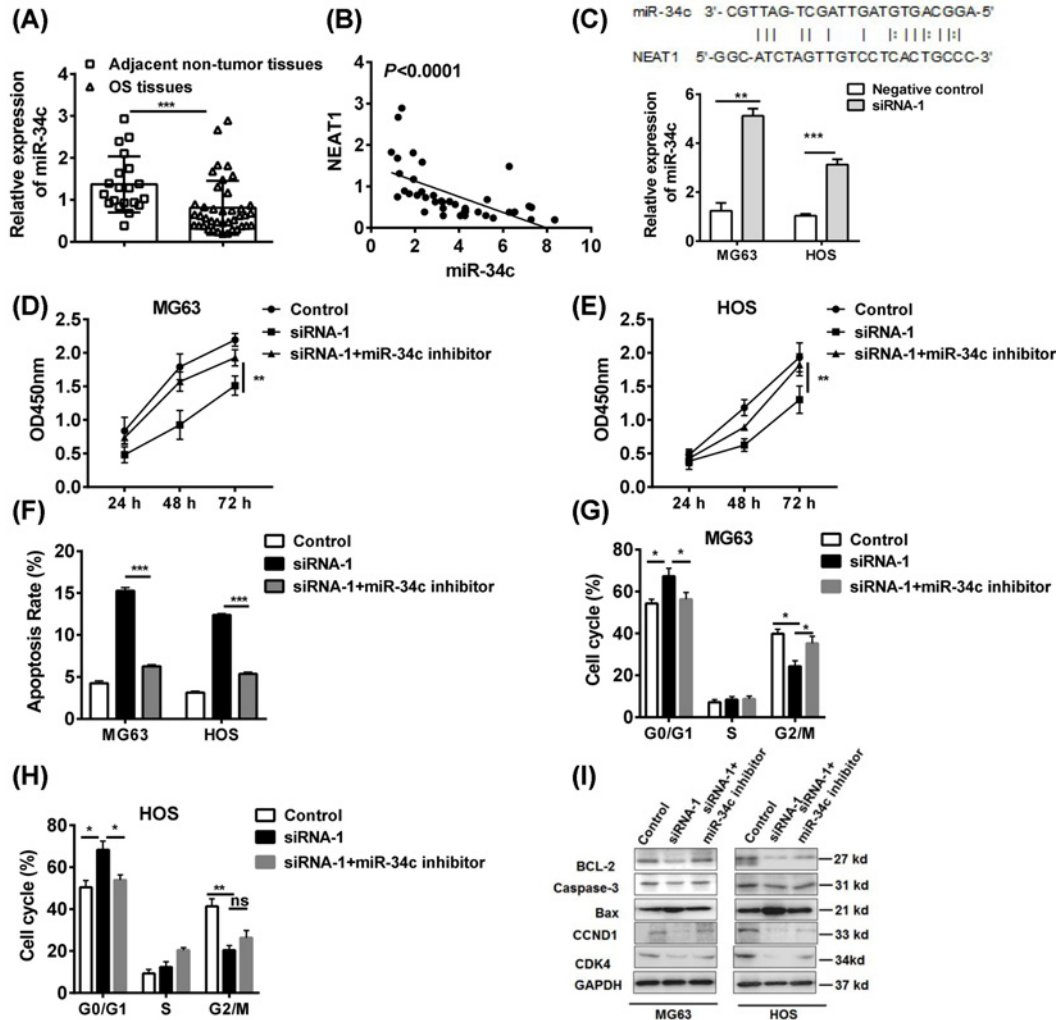 (A)
Adjacent non-tumor tissues
OS tissues
Relative expression
of miR-34c
***
0
1
2
3
4
(B)
P<0.0001
NEAT1
0
1
2
3
4
0 2 4 6 8 10
miR-34c
(C)
miR-34c 3'- CGTTAG-TCGATTGATGTGACGGA-5'
NEAT1 5'-GGC-ATCTAGTTGTCCTCACTGCCC-3'
Negative control
siRNA-1
Relative expression
of miR-34c
0
2
4
6
**
***
MG63 HOS
(D)
MG63
Control
siRNA-1
siRNA-1+miR-34c inhibitor
OD450nm
2.5
2.0
1.5
1.0
0.5
0.0
**
24 h 48 h 72 h
(E)
HOS
Control
siRNA-1
siRNA-1+miR-34c inhibitor
OD450nm
2.5
2.0
1.5
1.0
0.5
0.0
**
24 h 48 h 72 h
(F)
Control
siRNA-1
siRNA-1+miR-34c inhibitor
Apoptosis Rate (%)
20
15
10
5
0
***
***
MG63 HOS
(G)
MG63
Control
siRNA-1
siRNA-1+miR-34c inhibitor
Cell cycle (%)
80
60
40
20
0
* *
* *
G0/G1 S G2/M
(H)
HOS
Control
siRNA-1
siRNA-1+miR-34c inhibitor
Cell cycle (%)
80
60
40
20
0
* *
** ns
G0/G1 S G2/M
(I)
Control
siRNA-1
siRNA-1+
miR-34c inhibitor
Control
siRNA-1
siRNA-1+
miR-34c inhibitor
BCL-2 27 kd
Caspase-3 31 kd
Bax 21 kd
CCND1 33 kd
CDK4 34kd
GAPDH 37 kd
MG63 HOS